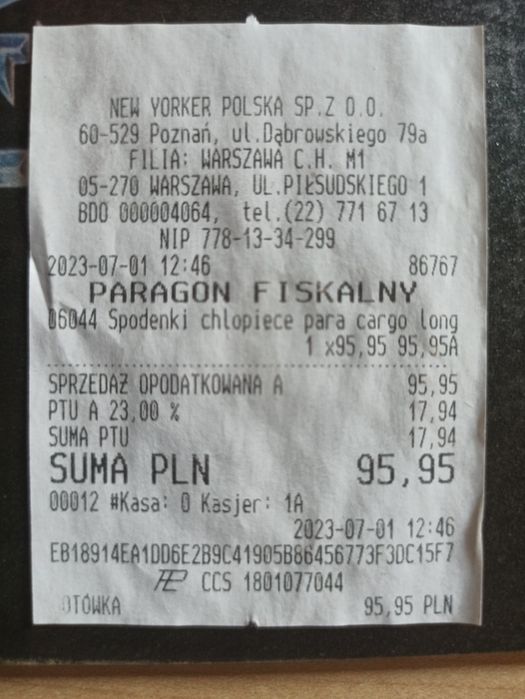 NEW YORKER POLSKA SP.Z O.O.
60-529 Poznań, ul.Dąbrowskiego 79a
FILIA: WARSZAWA C.H. M1
05-270 WARSZAWA, UL.PIŁSUDSKIEGO 1
BDO 000004064, tel.(22) 771 67 13
NIP 778-13-34-299
2023-07-01 12:46 86767
PARAGON FISKALNY
06044 Spodenki chlopiece para cargo long
1 x95,95 95,95A
SPRZEDAŻ OPODATKOWANA A 95,95
PTU A 23,00 % 17,94
SUMA PTU 17,94
SUMA PLN 95,95
00012 #Kasa: 0 Kasjer: 1A
2023-07-01 12:46
EB18914EA1DD6E2B9C41905B86456773F3DC15F7
CCS 1801077044
OTÓWKA 95,95 PLN